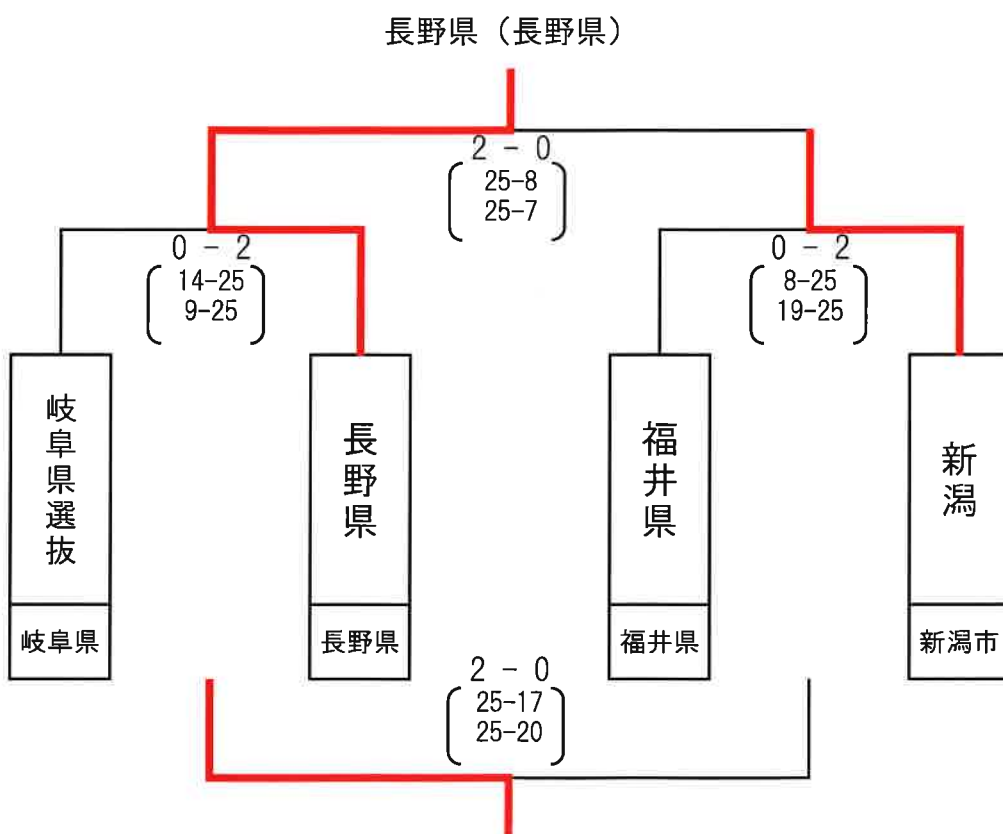 長野県（長野県）
2 - 0
25-8
25-7
0 - 2
14-25
9-25
0 - 2
8-25
19-25
岐阜県選抜
長野県
福井県
新潟
岐阜県
長野県
福井県
新潟市
2 - 0
25-17
25-20